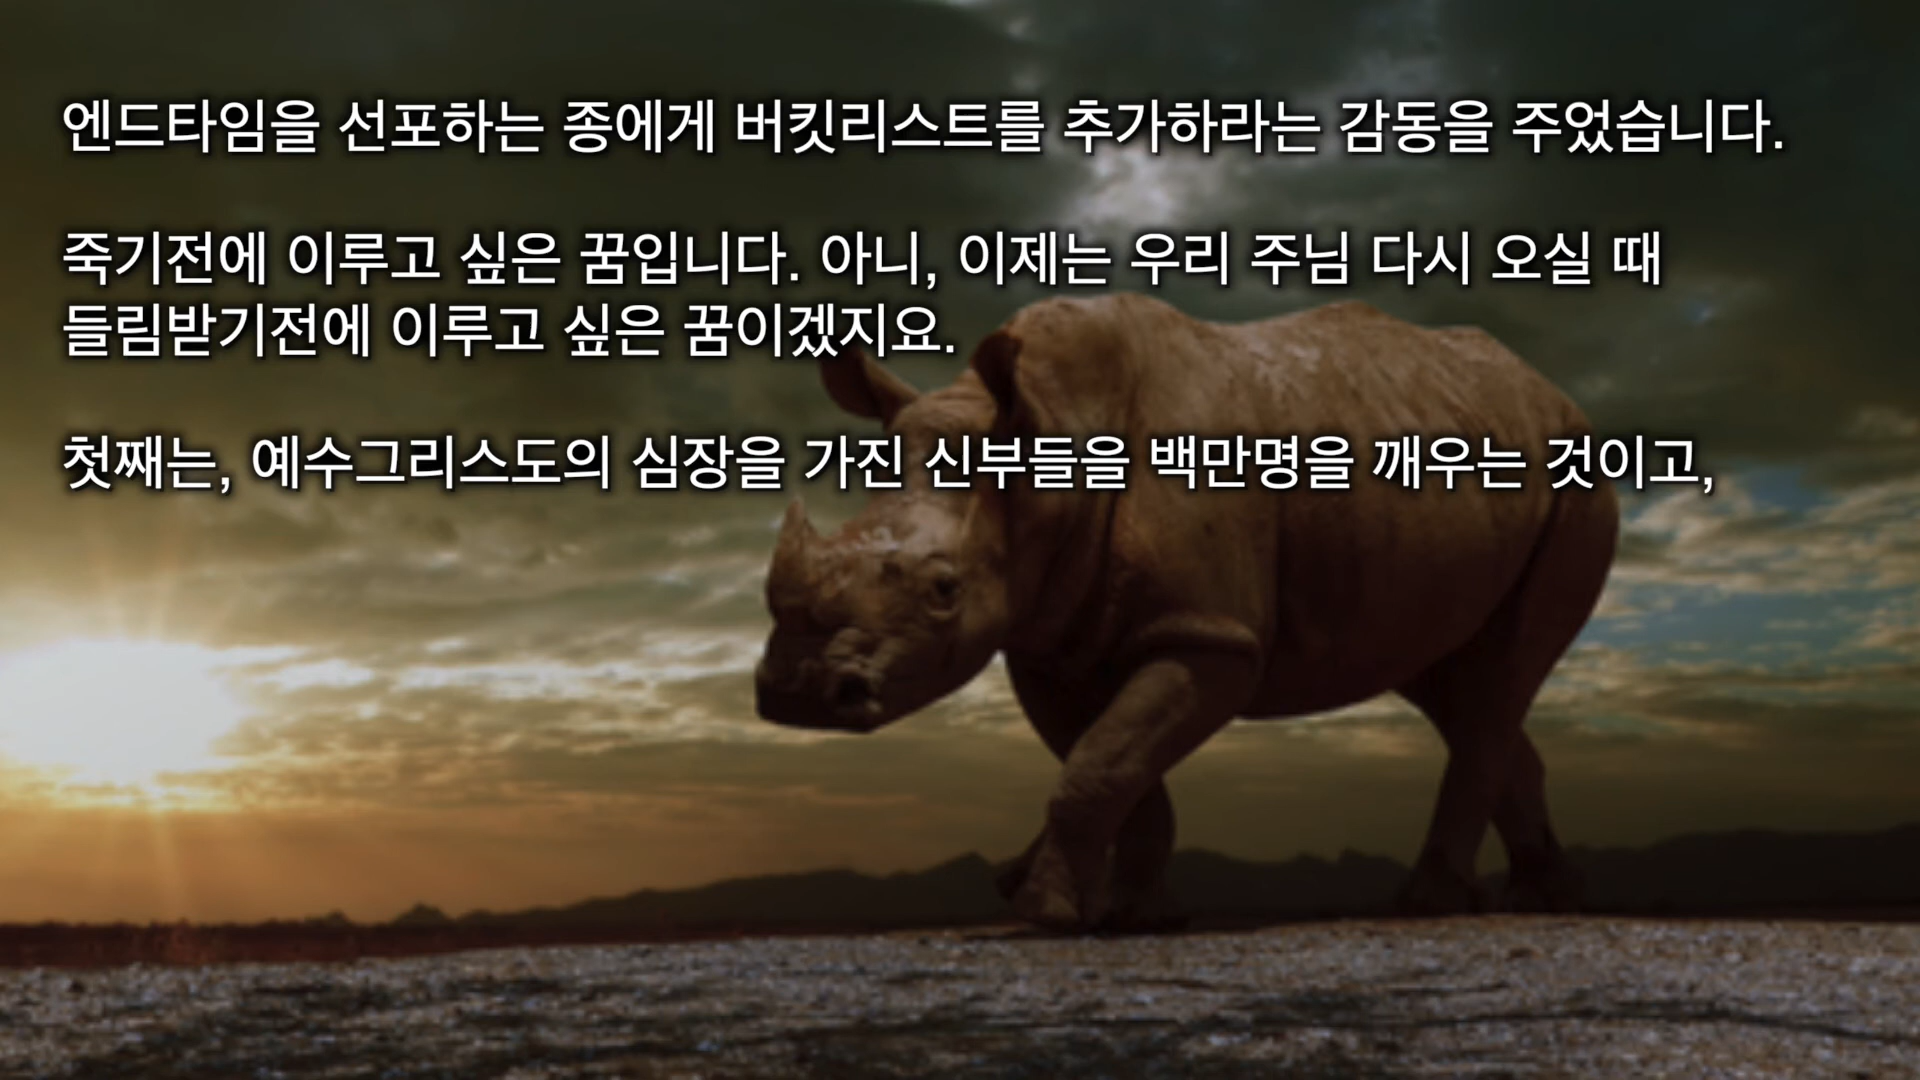 엔드타임을 선포하는 종에게 버킷리스트를 추가하라는 감동을 주었습니다.
죽기전에 이루고 싶은 꿈입니다. 아니, 이제는 우리 주님 다시 오실 때
들림받기전에 이루고 싶은 꿈이겠지요.
첫째는, 예수그리스도의 심장을 가진 신부들을 백만명을 깨우는 것이고,